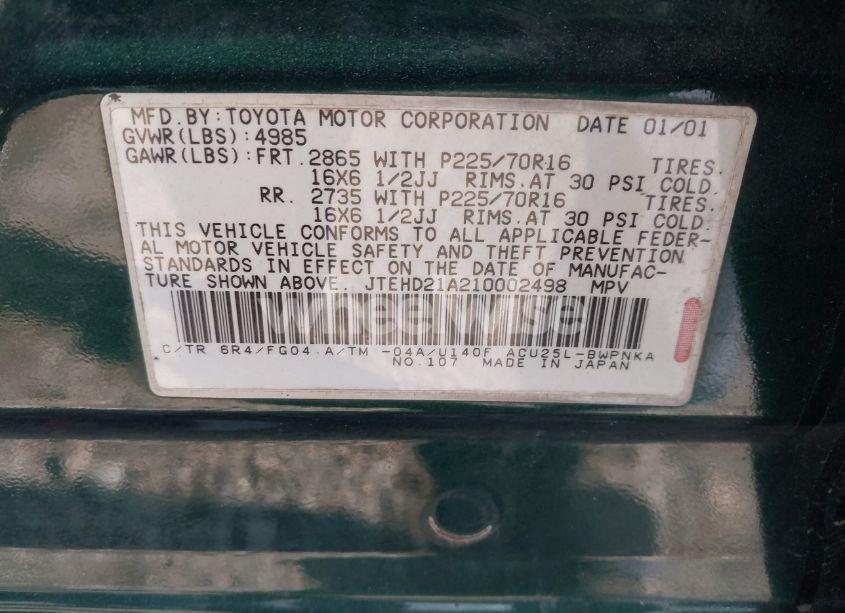 MFD.BY:TOYOTA MOTOR CORPORATION DATE 01/01
GVWR(LBS):4985
GAWR(LBS):FRT.2865 WITH P225/70R16 TIRES.
16X6 1/2JJ RIMS.AT 30 PSI COLD.
RR. 2735 WITH P225/70R16 TIRES.
16X6 1/2JJ RIMS.AT 30 PSI COLD.
THIS VEHICLE CONFORMS TO ALL APPLICABLE FEDER-
AL MOTOR VEHICLE SAFETY AND THEFT PREVENTION
STANDARDS IN EFFECT ON THE DATE OF MANUFAC-
TURE SHOWN ABOVE. JTEHD21A210002498 MPV
wheelwise
C/TR 6R4/FG04.A/TM -04A/U140F ACU25L-BWPNKA
NO.107 MADE IN JAPAN